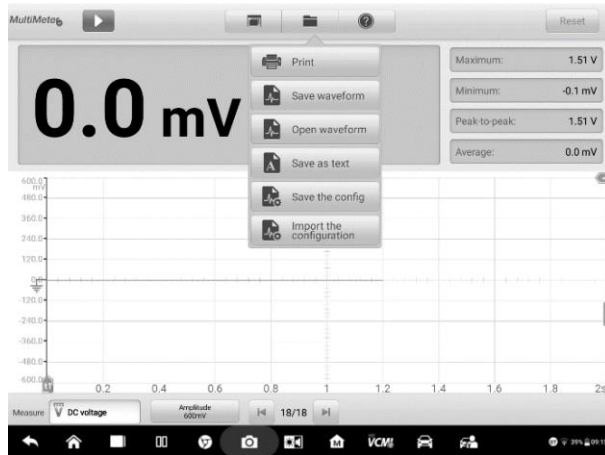 MultiMeter
Reset
0.0 mV
Print
Save waveform
Open waveform
Save as text
Save the config
Import the
configuration
Maximum: 1.51 V
Minimum: -0.1 mV
Peak-to-peak: 1.51 V
Average: 0.0 mV
600.0
mV
480.0
360.0
240.0
120.0
0.0
-120.0
-240.0
-360.0
-480.0
-600.0
0.2 0.4 0.6 0.8 1 1.2 1.4 1.6 1.8 2s
Measure DC voltage Amplitude
600mV 18/18
VCMI 39%